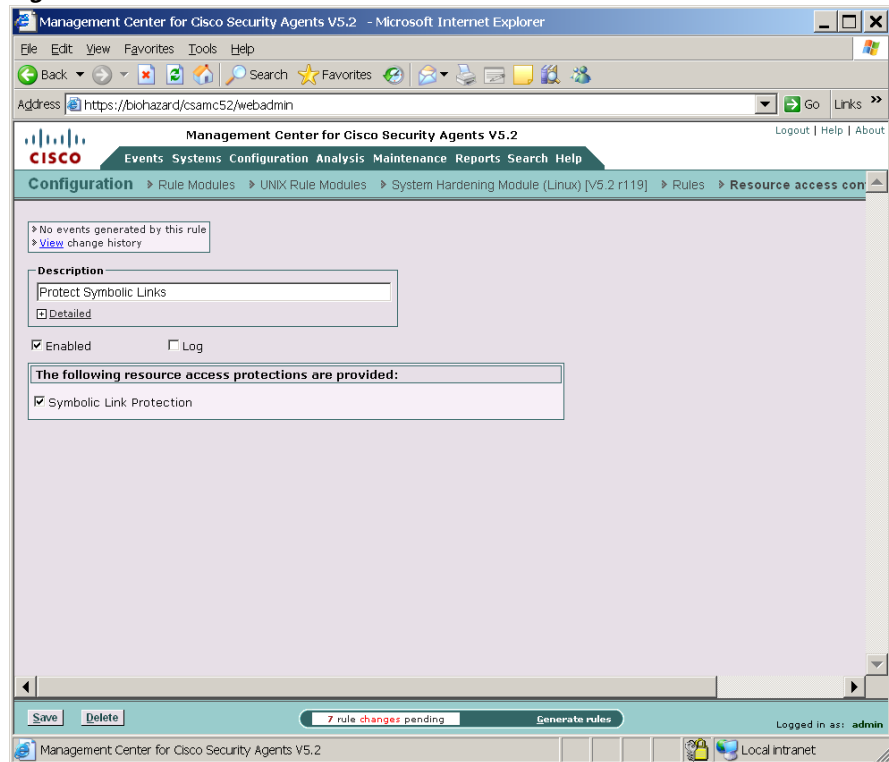 Management Center for Cisco Security Agents V5.2 - Microsoft Internet Explorer
File Edit View Favorites Tools Help
Back Search Favorites
Address https://biohazard/csamc52/webadmin Go Links »
Management Center for Cisco Security Agents V5.2 Logout | Help | About
CISCO Events Systems Configuration Analysis Maintenance Reports Search Help
Configuration Rule Modules UNIX Rule Modules System Hardening Module (Linux) [V5.2 r119] Rules Resource access con
No events generated by this rule
View change history
Description
Protect Symbolic Links
+ Detailed
Enabled Log
The following resource access protections are provided:
Symbolic Link Protection
Save Delete 7 rule changes pending Generate rules Logged in as: admin
Management Center for Cisco Security Agents V5.2 Local intranet